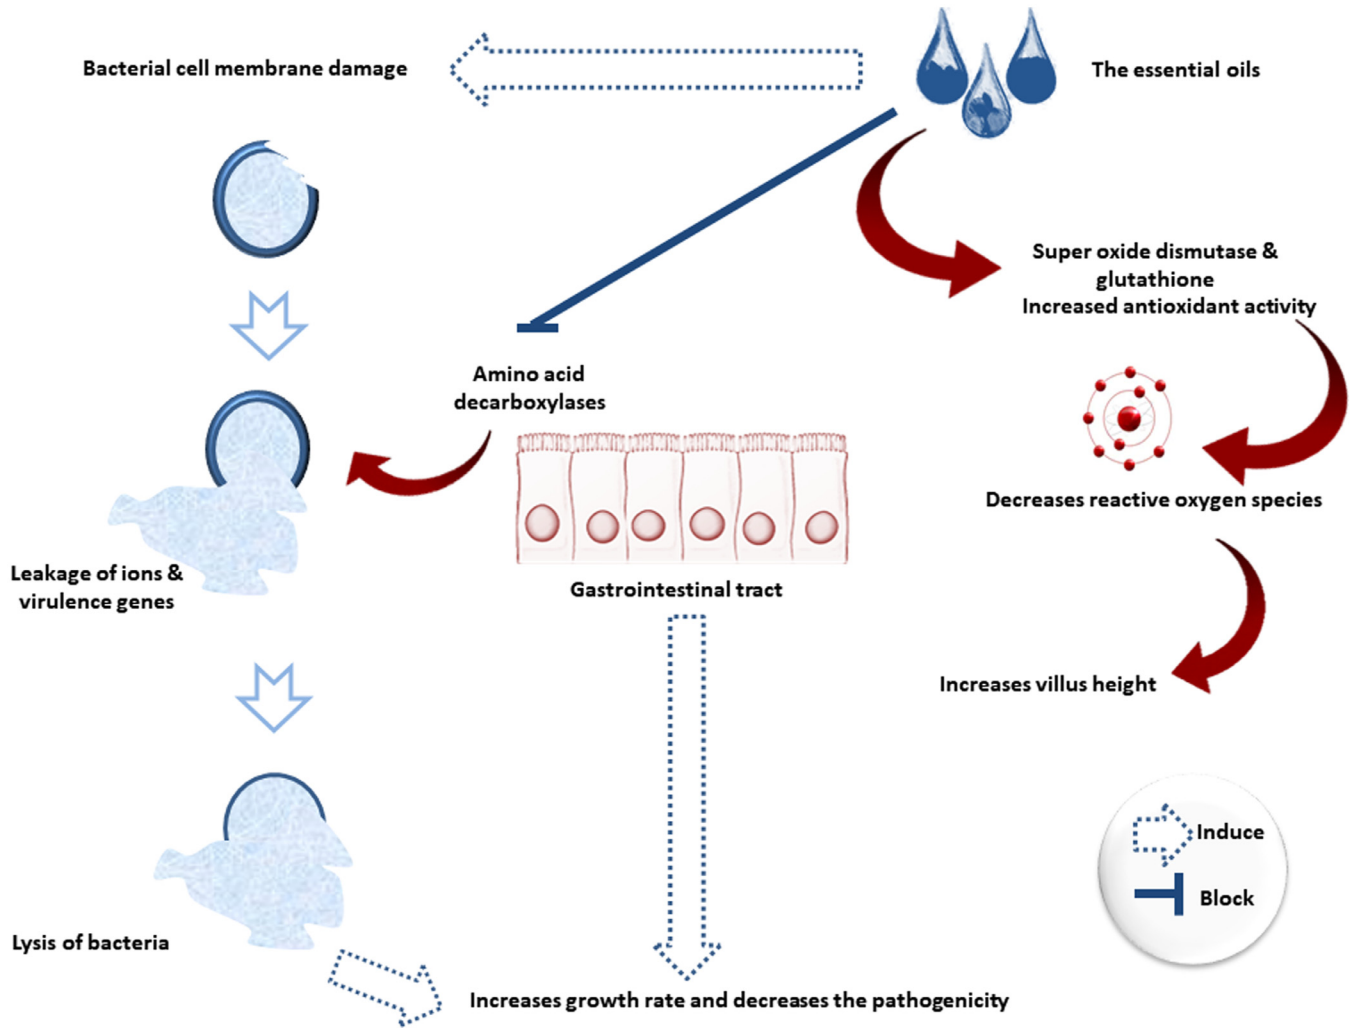 Bacterial cell membrane damage
The essential oils
Super oxide dismutase &
glutathione
Increased antioxidant activity
Amino acid
decarboxylases
Decreases reactive oxygen species
Leakage of ions &
virulence genes
Gastrointestinal tract
Increases villus height
Induce
Block
Lysis of bacteria
Increases growth rate and decreases the pathogenicity